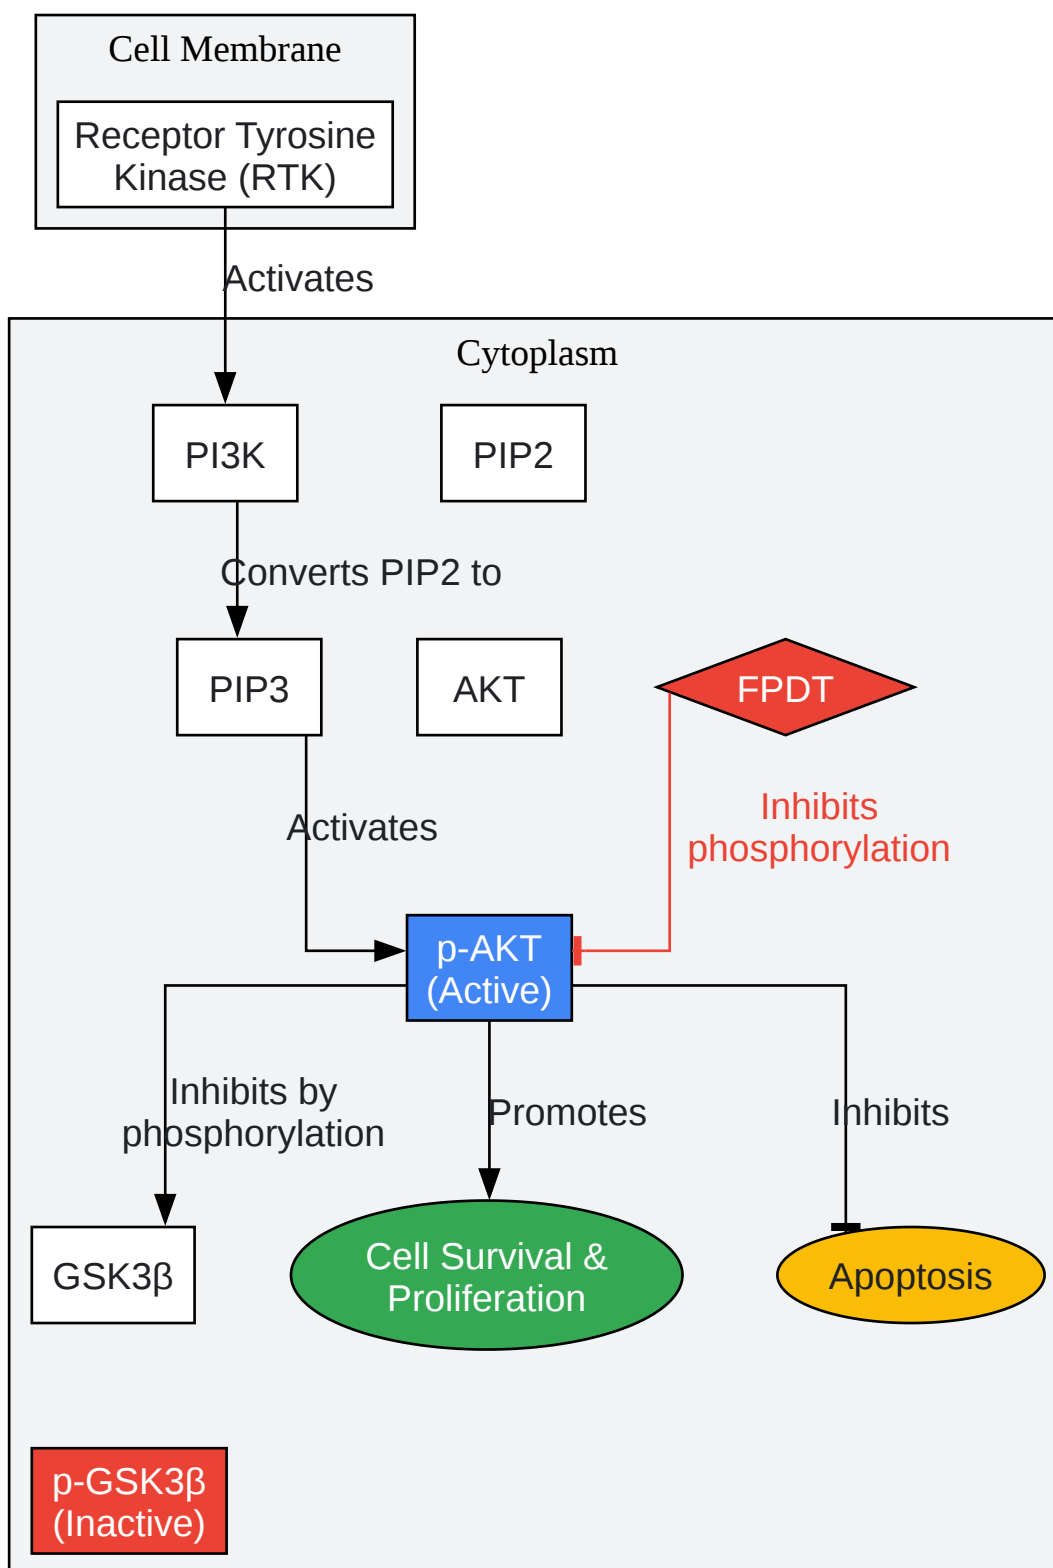 Cell Membrane
Receptor Tyrosine
Kinase (RTK)
Activates
Cytoplasm
PI3K
PIP2
Converts PIP2 to
PIP3
AKT
FPDT
Inhibits
phosphorylation
Activates
p-AKT
(Active)
Inhibits by
phosphorylation
Promotes
Inhibits
GSK3β
Cell Survival &
Proliferation
Apoptosis
p-GSK3β
(Inactive)